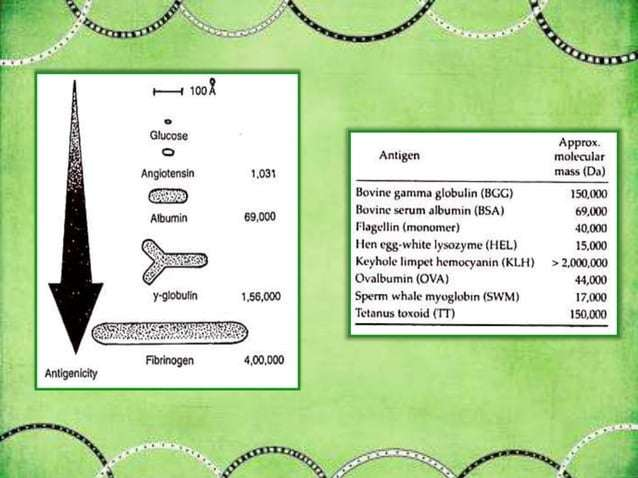 100 Å
Glucose
Angiotensin 1,031
Albumin 69,000
γ-globulin 1,56,000
Fibrinogen 4,00,000
Antigenicity
Antigen Approx. molecular mass (Da)
Bovine gamma globulin (BGG) 150,000
Bovine serum albumin (BSA) 69,000
Flagellin (monomer) 40,000
Hen egg-white lysozyme (HEL) 15,000
Keyhole limpet hemocyanin (KLH) > 2,000,000
Ovalbumin (OVA) 44,000
Sperm whale myoglobin (SWM) 17,000
Tetanus toxoid (TT) 150,000